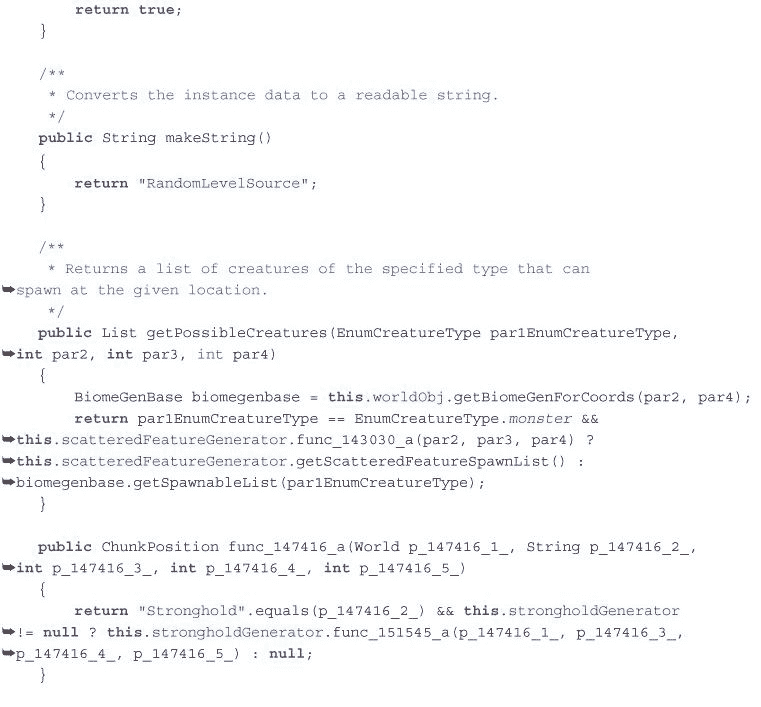 return true;
    }

    /**
     * Converts the instance data to a readable string.
     */
    public String makeString()
    {
        return "RandomLevelSource";
    }

    /**
     * Returns a list of creatures of the specified type that can
➥spawn at the given location.
     */
    public List getPossibleCreatures(EnumCreatureType par1EnumCreatureType,
➥int par2, int par3, int par4)
    {
        BiomeGenBase biomegenbase = this.worldObj.getBiomeGenForCoords(par2, par4);
        return par1EnumCreatureType == EnumCreatureType.monster &&
➥this.scatteredFeatureGenerator.func_143030_a(par2, par3, par4) ?
➥this.scatteredFeatureGenerator.getScatteredFeatureSpawnList() :
➥biomegenbase.getSpawnableList(par1EnumCreatureType);
    }

    public ChunkPosition func_147416_a(World p_147416_1_, String p_147416_2_,
➥int p_147416_3_, int p_147416_4_, int p_147416_5_)
    {
        return "Stronghold".equals(p_147416_2_) && this.strongholdGenerator
➥!= null ? this.strongholdGenerator.func_151545_a(p_147416_1_, p_147416_3_,
➥p_147416_4_, p_147416_5_) : null;
    }